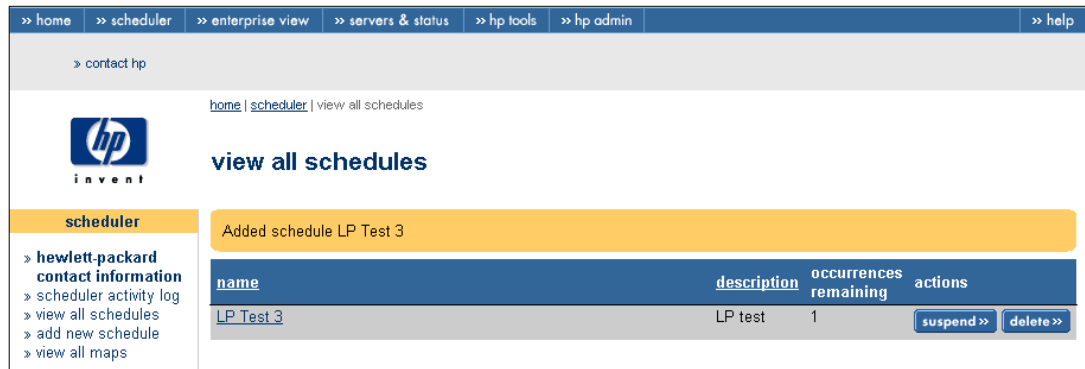 » home » scheduler » enterprise view » servers & status » hp tools » hp admin » help
» contact hp
home | scheduler | view all schedules
hp
invent
view all schedules
scheduler
Added schedule LP Test 3
» hewlett-packard
contact information
» scheduler activity log
» view all schedules
» add new schedule
» view all maps
name description occurrences remaining actions
LP Test 3 LP test 1 suspend » delete »